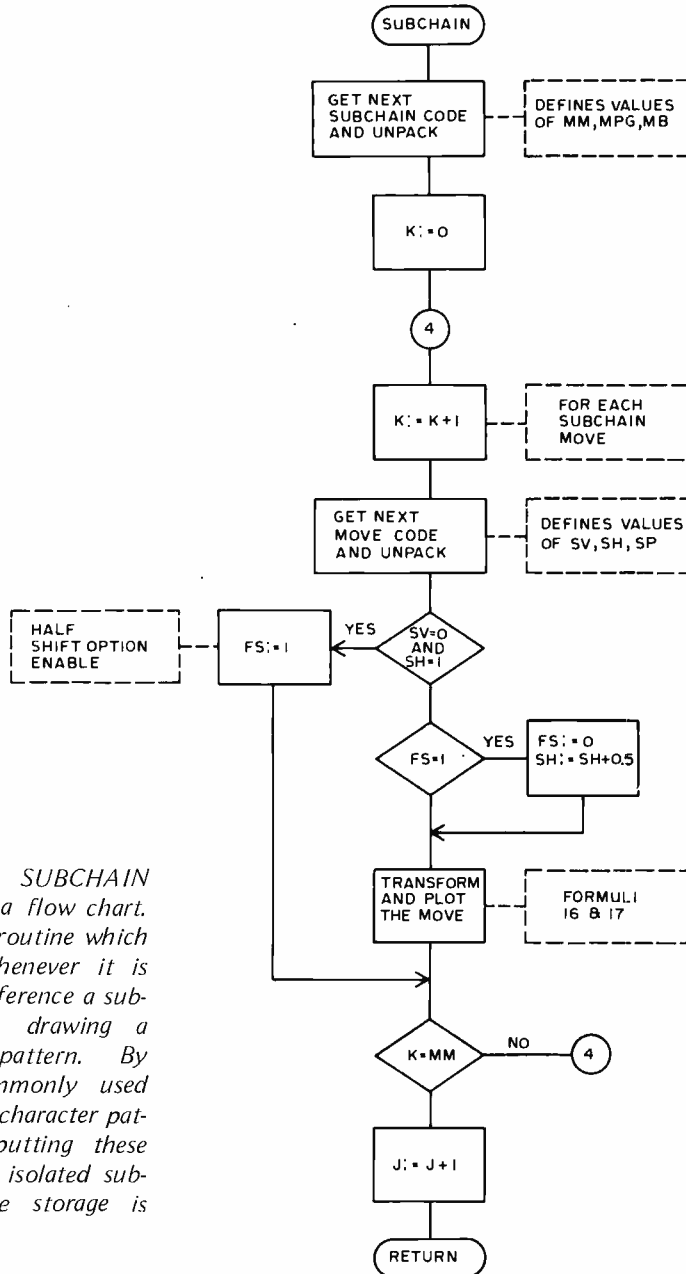 SUBCHAIN
GET NEXT
SUBCHAIN CODE
AND UNPACK
DEFINES VALUES
OF MM,MPG,MB
K:=0
4
K:=K+1
FOR EACH
SUBCHAIN
MOVE
GET NEXT
MOVE CODE
AND UNPACK
DEFINES VALUES
OF SV,SH,SP
HALF
SHIFT OPTION
ENABLE
FS:=1
YES
SV=0
AND
SH=1
FS=1
YES
FS:=0
SH:=SH+0.5
TRANSFORM
AND PLOT
THE MOVE
FORMULI
16 & 17
K=MM
NO
4
J:=J+1
RETURN
SUBCHAIN
a flow chart.
routine which
henever it is
ference a sub-
drawing a
pattern. By
mmonly used
character pat-
putting these
isolated sub-
e storage is